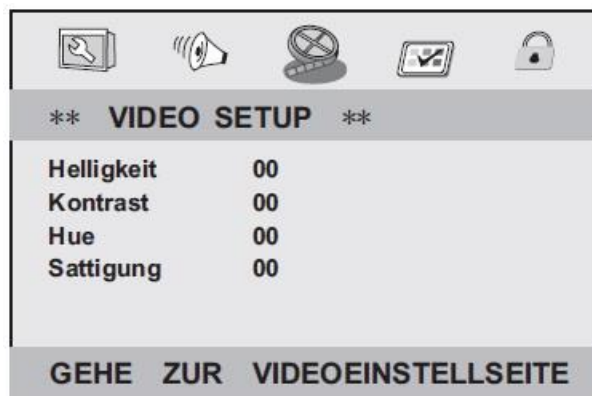 ** VIDEO SETUP **
Helligkeit 00
Kontrast 00
Hue 00
Sattigung 00
GEHE ZUR VIDEOEINSTELLSEITE